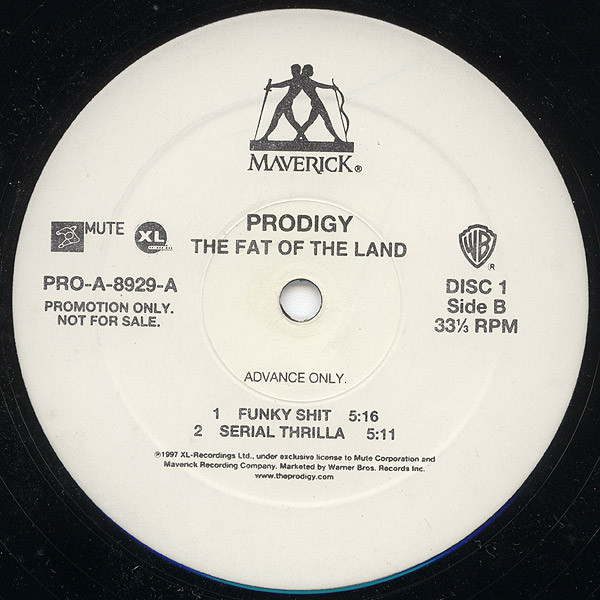 MAVERICK®
MUTE
XL
RECORDINGS
WB
®
PRODIGY
THE FAT OF THE LAND
PRO-A-8929-A
PROMOTION ONLY.
NOT FOR SALE.
DISC 1
Side B
33⅓ RPM
ADVANCE ONLY.
1 FUNKY SHIT 5:16
2 SERIAL THRILLA 5:11
℗1997 XL-Recordings Ltd., under exclusive license to Mute Corporation and
Maverick Recording Company. Marketed by Warner Bros. Records Inc.
www.theprodigy.com